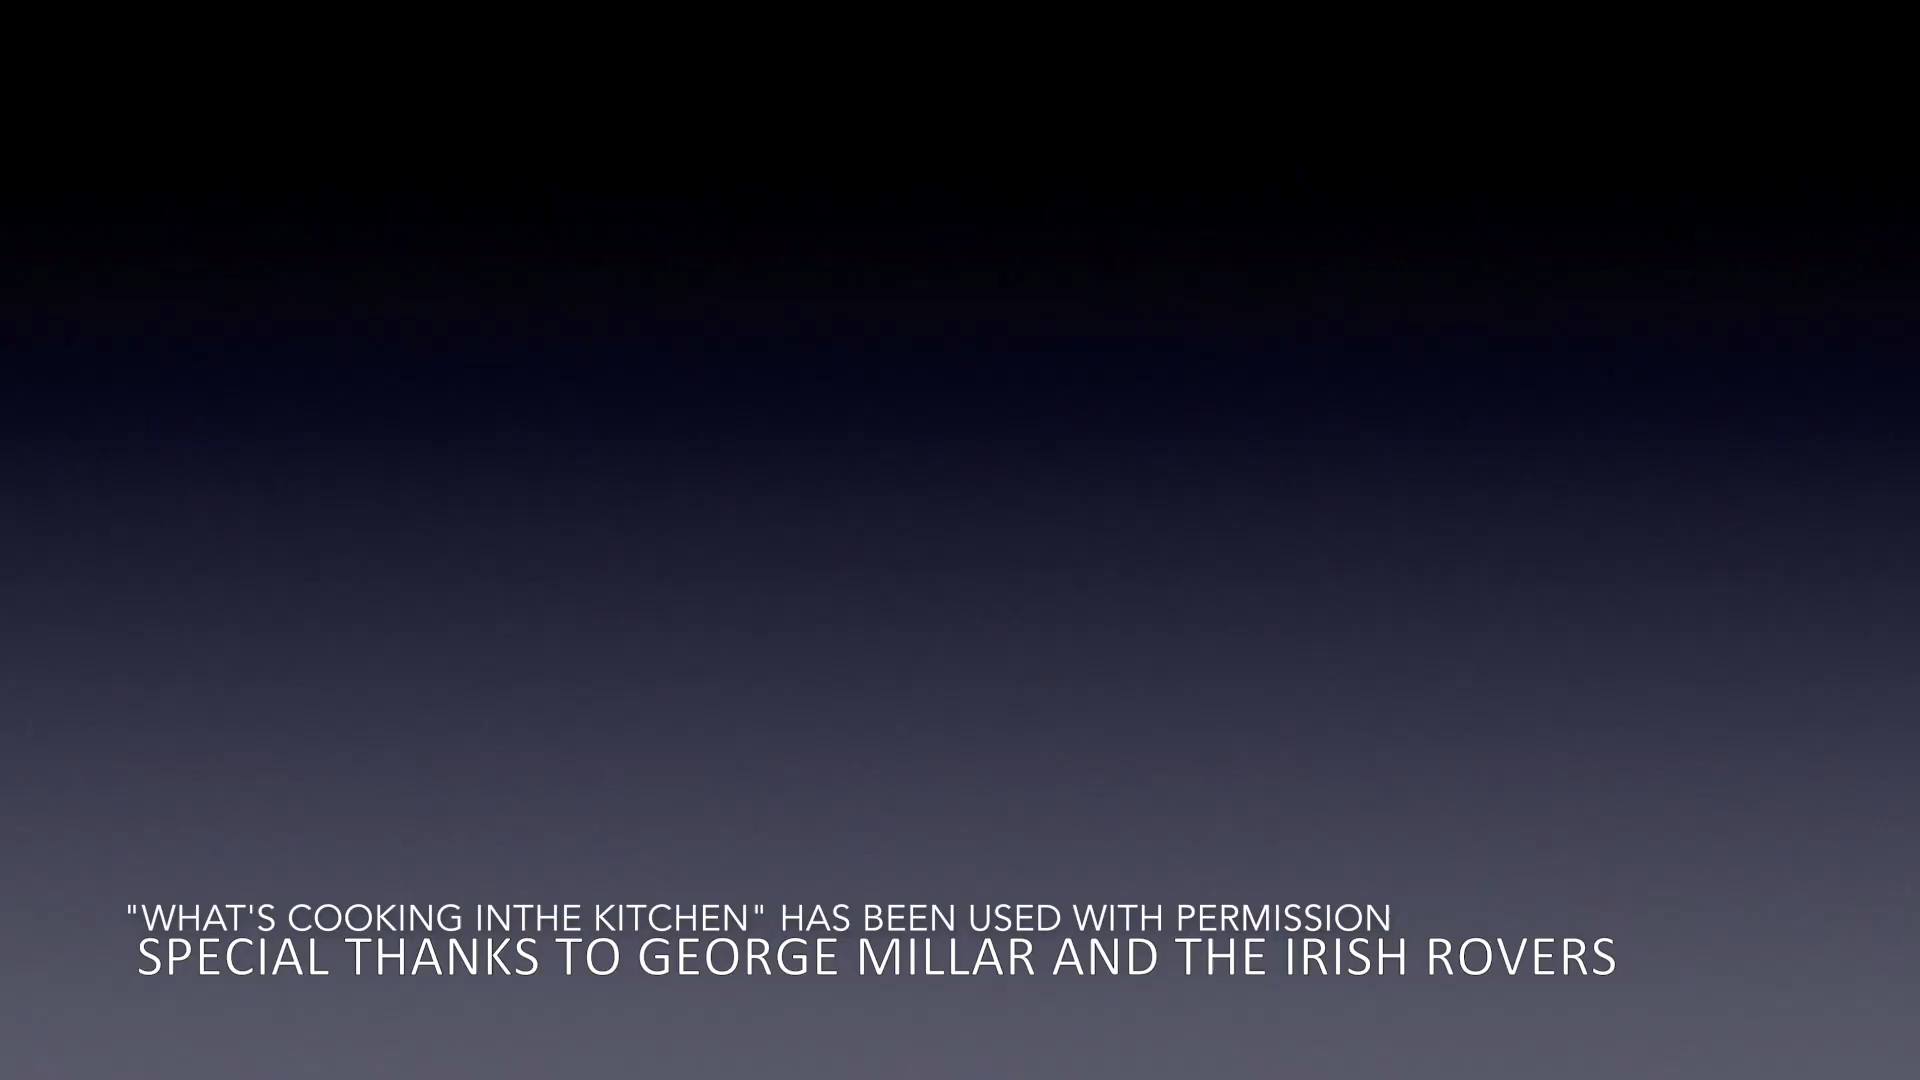 "WHAT'S COOKING INTHE KITCHEN" HAS BEEN USED WITH PERMISSION
SPECIAL THANKS TO GEORGE MILLAR AND THE IRISH ROVERS